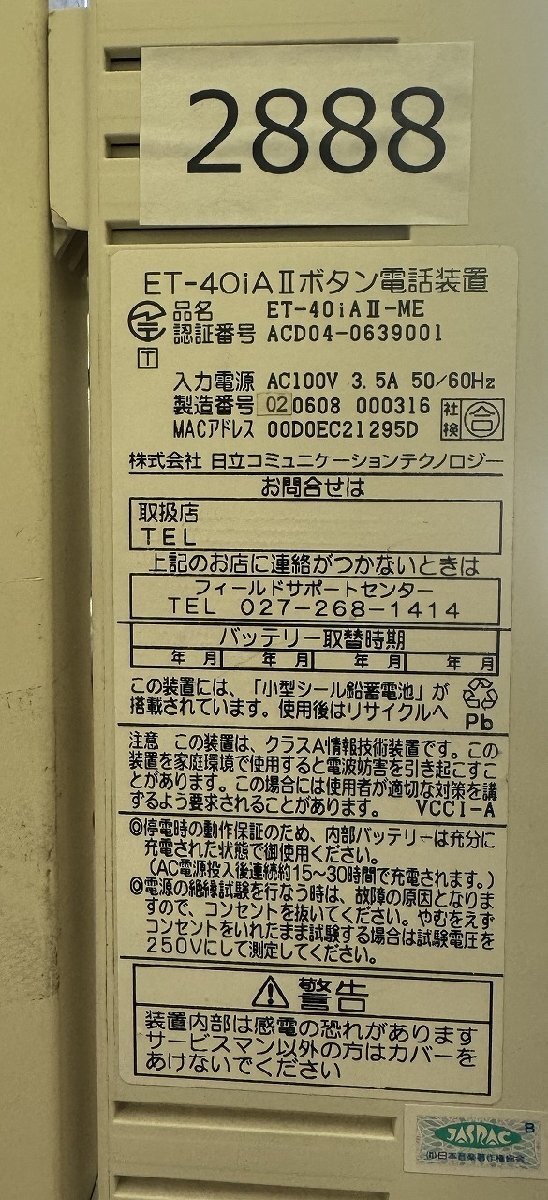 2888
ET-40iAⅡボタン電話装置
品名 ET-40iAⅡ-ME
認証番号 ACD04-0639001
T
入力電源 AC100V 3.5A 50/60Hz
製造番号 02 0608 000316
社検 合
MACアドレス 00D0EC21295D
株式会社 日立コミュニケーションテクノロジー
お問合せは
取扱店
TEL
上記のお店に連絡がつかないときは
フィールドサポートセンター
TEL 027-268-1414
バッテリー取替時期
年 月 年 月 年 月 年 月
この装置には、「小型シール鉛蓄電池」が
搭載されています。使用後はリサイクルへ
Pb
注意 この装置は、クラスA情報技術装置です。この
装置を家庭環境で使用すると電波妨害を引き起こすこ
とがあります。この場合には使用者が適切な対策を講
ずるよう要求されることがあります。 VCCI-A
◎停電時の動作保証のため、内部バッテリーは充分に
充電された状態で御使用ください。
(AC電源投入後連続約15~30時間で充電されます。)
◎電源の絶縁試験を行なう時は、故障の原因となりま
すので、コンセントを抜いてください。やむをえず
コンセントをいれたまま試験する場合は試験電圧を
250Vにして測定してください。
警告
装置内部は感電の恐れがあります
サービスマン以外の方はカバーを
あけないでください
JASRAC
(社)日本音楽著作権協会